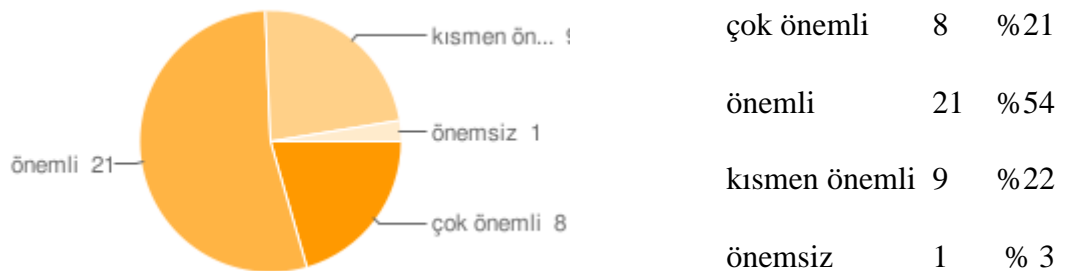 kısmen ön... 9
önemsiz 1
önemli 21
çok önemli 8
çok önemli 8 %21
önemli 21 %54
kısmen önemli 9 %22
önemsiz 1 % 3